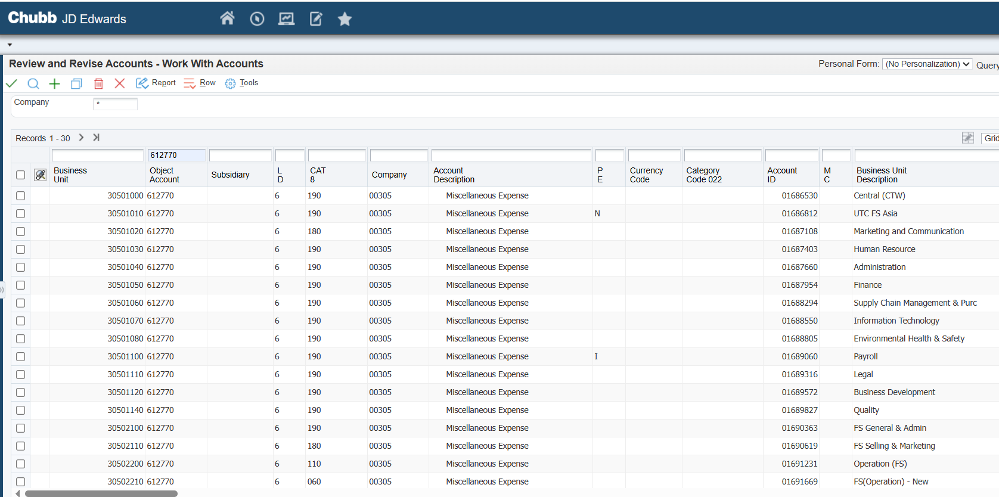 Chubb JD Edwards
Review and Revise Accounts - Work With Accounts
Personal Form: (No Personalization) Query
Report Row Tools
Company *
Records 1 - 30 Grid
612770
Business Unit Object Account Subsidiary L D CAT 8 Company Account Description P E Currency Code Category Code 022 Account ID M C Business Unit Description
30501000 612770 6 190 00305 Miscellaneous Expense 01686530 Central (CTW)
30501010 612770 6 190 00305 Miscellaneous Expense N 01686812 UTC FS Asia
30501020 612770 6 180 00305 Miscellaneous Expense 01687108 Marketing and Communication
30501030 612770 6 190 00305 Miscellaneous Expense 01687403 Human Resource
30501040 612770 6 190 00305 Miscellaneous Expense 01687660 Administration
30501050 612770 6 190 00305 Miscellaneous Expense 01687954 Finance
30501060 612770 6 190 00305 Miscellaneous Expense 01688294 Supply Chain Management & Purc
30501070 612770 6 190 00305 Miscellaneous Expense 01688550 Information Technology
30501080 612770 6 190 00305 Miscellaneous Expense 01688805 Environmental Health & Safety
30501100 612770 6 190 00305 Miscellaneous Expense I 01689060 Payroll
30501110 612770 6 190 00305 Miscellaneous Expense 01689316 Legal
30501120 612770 6 190 00305 Miscellaneous Expense 01689572 Business Development
30501140 612770 6 190 00305 Miscellaneous Expense 01689827 Quality
30502100 612770 6 190 00305 Miscellaneous Expense 01690363 FS General & Admin
30502110 612770 6 180 00305 Miscellaneous Expense 01690619 FS Selling & Marketing
30502200 612770 6 110 00305 Miscellaneous Expense 01691231 Operation (FS)
30502210 612770 6 060 00305 Miscellaneous Expense 01691669 FS(Operation) - New